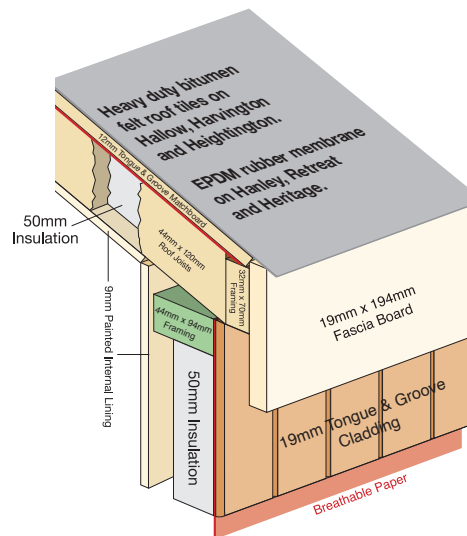 Heavy duty bitumen
felt roof tiles on
Hallow, Harvington
and Heightington.
EPDM rubber membrane
on Hanley, Retreat
and Heritage.
12mm Tongue & Groove Matchboard
50mm
Insulation
44mm x 120mm
Roof Joists
32mm x 70mm
Framing
19mm x 194mm
Fascia Board
9mm Painted Internal Lining
44mm x 94mm
Framing
50mm Insulation
19mm Tongue & Groove
Cladding
Breathable Paper